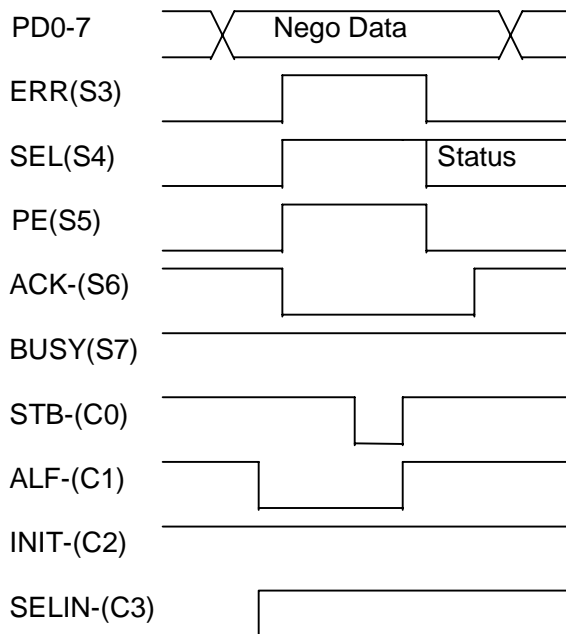 PD0-7 Nego Data
ERR(S3)
SEL(S4) Status
PE(S5)
ACK-(S6)
BUSY(S7)
STB-(C0)
ALF-(C1)
INIT-(C2)
SELIN-(C3)